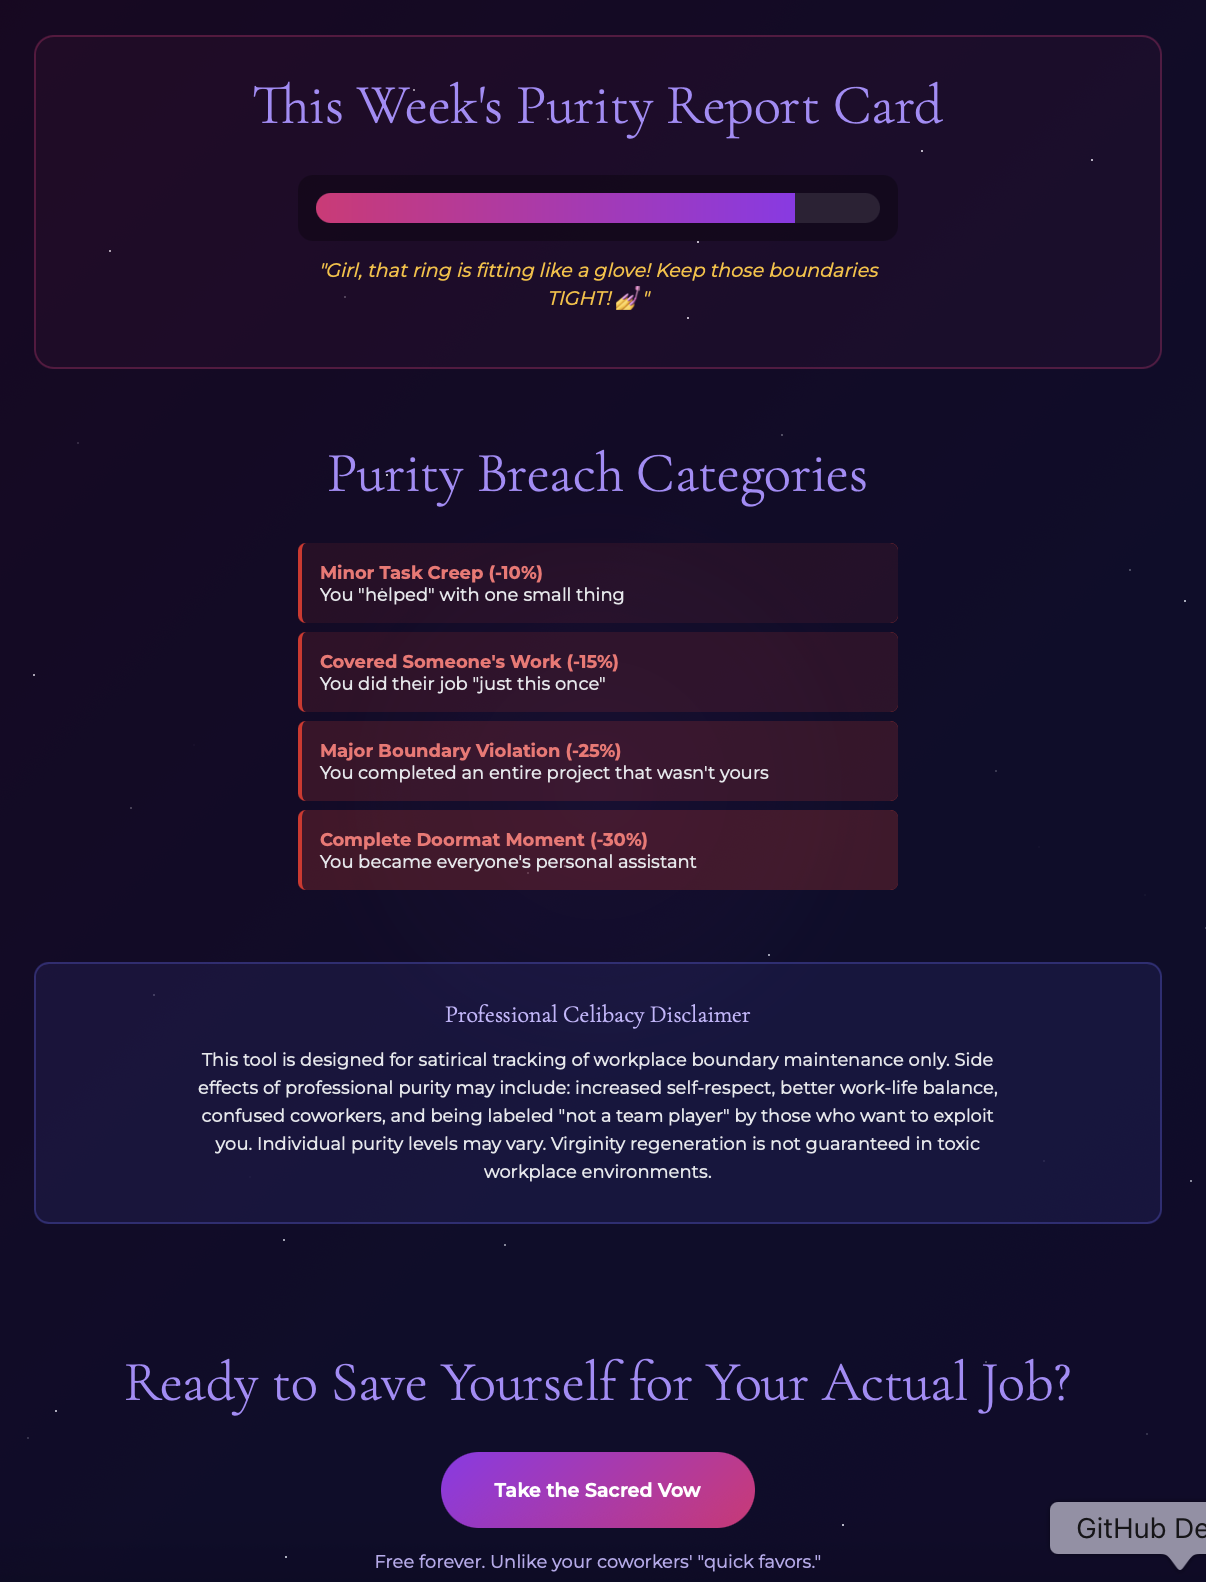 This Week's Purity Report Card
"Girl, that ring is fitting like a glove! Keep those boundaries
TIGHT! 💅"
Purity Breach Categories
Minor Task Creep (-10%)
You "helped" with one small thing
Covered Someone's Work (-15%)
You did their job "just this once"
Major Boundary Violation (-25%)
You completed an entire project that wasn't yours
Complete Doormat Moment (-30%)
You became everyone's personal assistant
Professional Celibacy Disclaimer
This tool is designed for satirical tracking of workplace boundary maintenance only. Side
effects of professional purity may include: increased self-respect, better work-life balance,
confused coworkers, and being labeled "not a team player" by those who want to exploit
you. Individual purity levels may vary. Virginity regeneration is not guaranteed in toxic
workplace environments.
Ready to Save Yourself for Your Actual Job?
Take the Sacred Vow
GitHub De
Free forever. Unlike your coworkers' "quick favors."